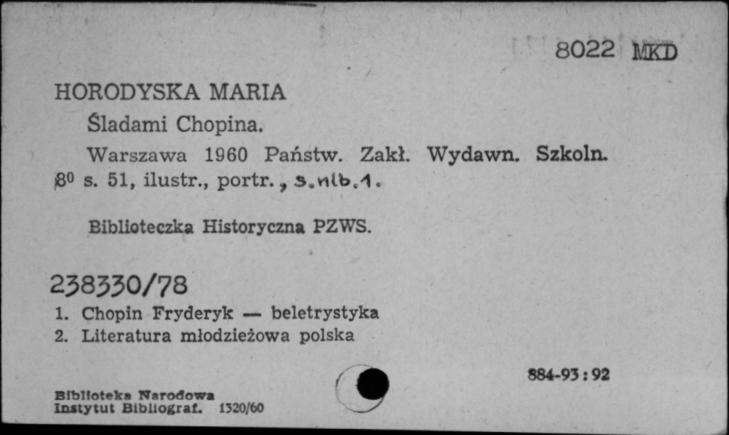 8022 MKD
HORODYSKA MARIA
Śladami Chopina.
Warszawa 1960 Państw. Zakł. Wydawn. Szkoln.
8⁰ s. 51, ilustr., portr., s.nlb.1.
Biblioteczka Historyczna PZWS.
238330/78
1. Chopin Fryderyk — beletrystyka
2. Literatura młodzieżowa polska
884-93:92
Biblioteka Narodowa
Instytut Bibliograf. 1320/60